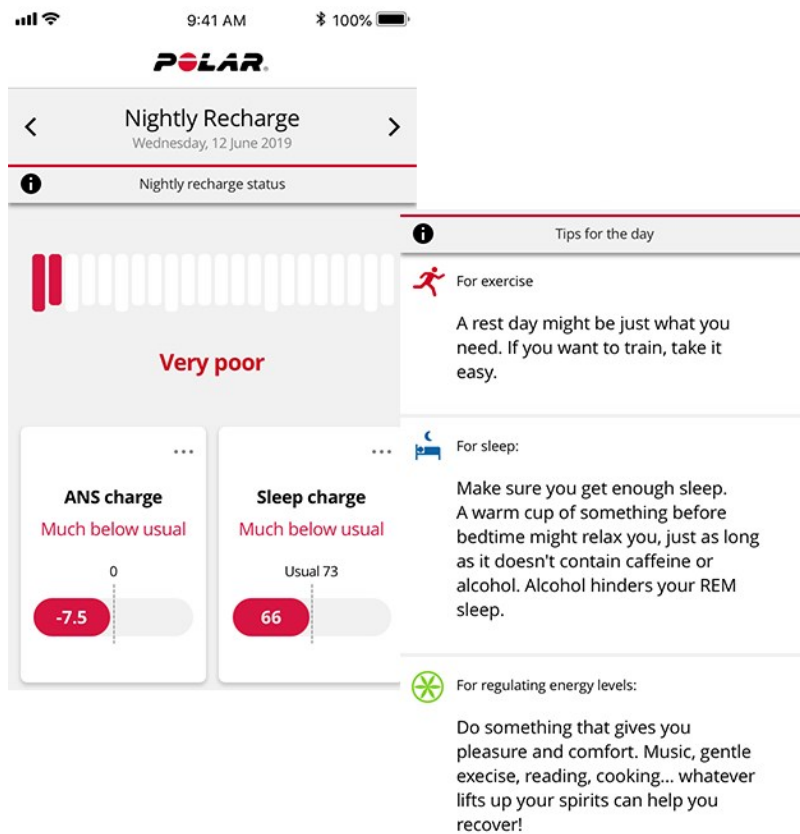 9:41 AM
100%
POLAR.
Nightly Recharge
Wednesday, 12 June 2019
Nightly recharge status
Very poor
ANS charge
Much below usual
0
-7.5
Sleep charge
Much below usual
Usual 73
66
Tips for the day
For exercise
A rest day might be just what you
need. If you want to train, take it
easy.
For sleep:
Make sure you get enough sleep.
A warm cup of something before
bedtime might relax you, just as long
as it doesn't contain caffeine or
alcohol. Alcohol hinders your REM
sleep.
For regulating energy levels:
Do something that gives you
pleasure and comfort. Music, gentle
execise, reading, cooking... whatever
lifts up your spirits can help you
recover!